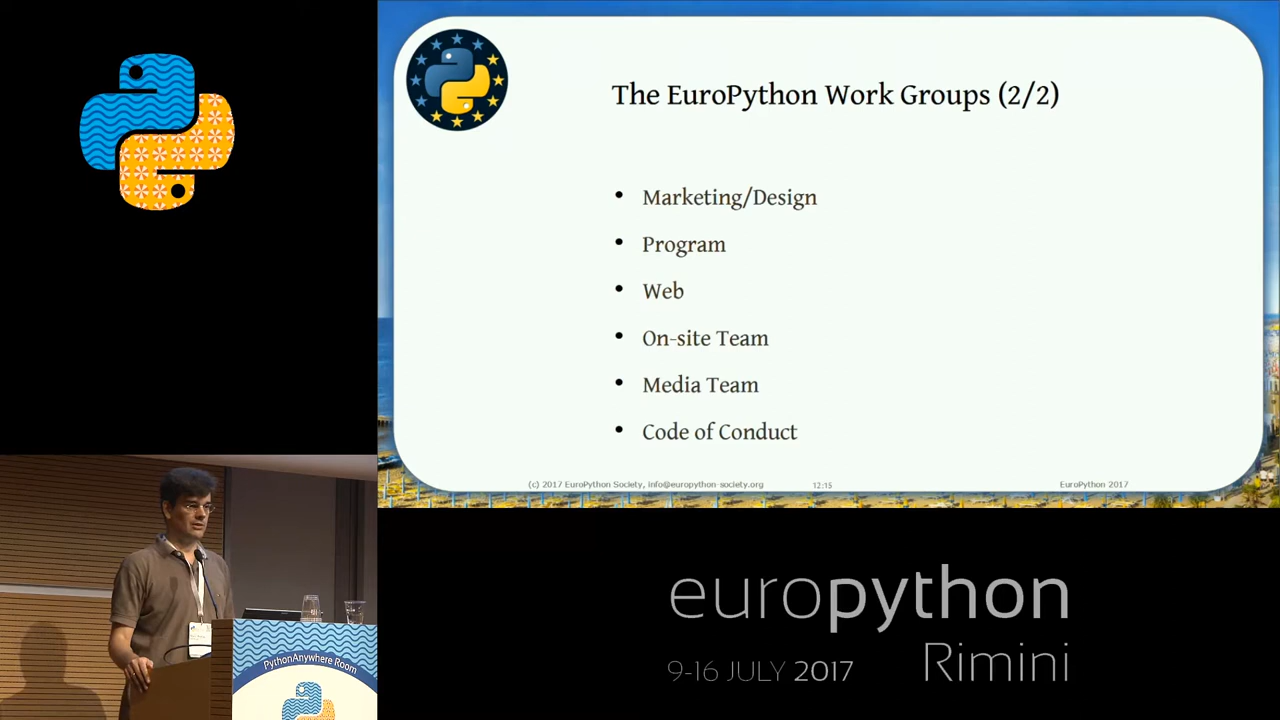 The EuroPython Work Groups (2/2)
• Marketing/Design
• Program
• Web
• On-site Team
• Media Team
• Code of Conduct
(c) 2017 EuroPython Society, info@europython-society.org 12:15 EuroPython 2017
europython
9-16 JULY 2017 Rimini
PythonAnywhere Room